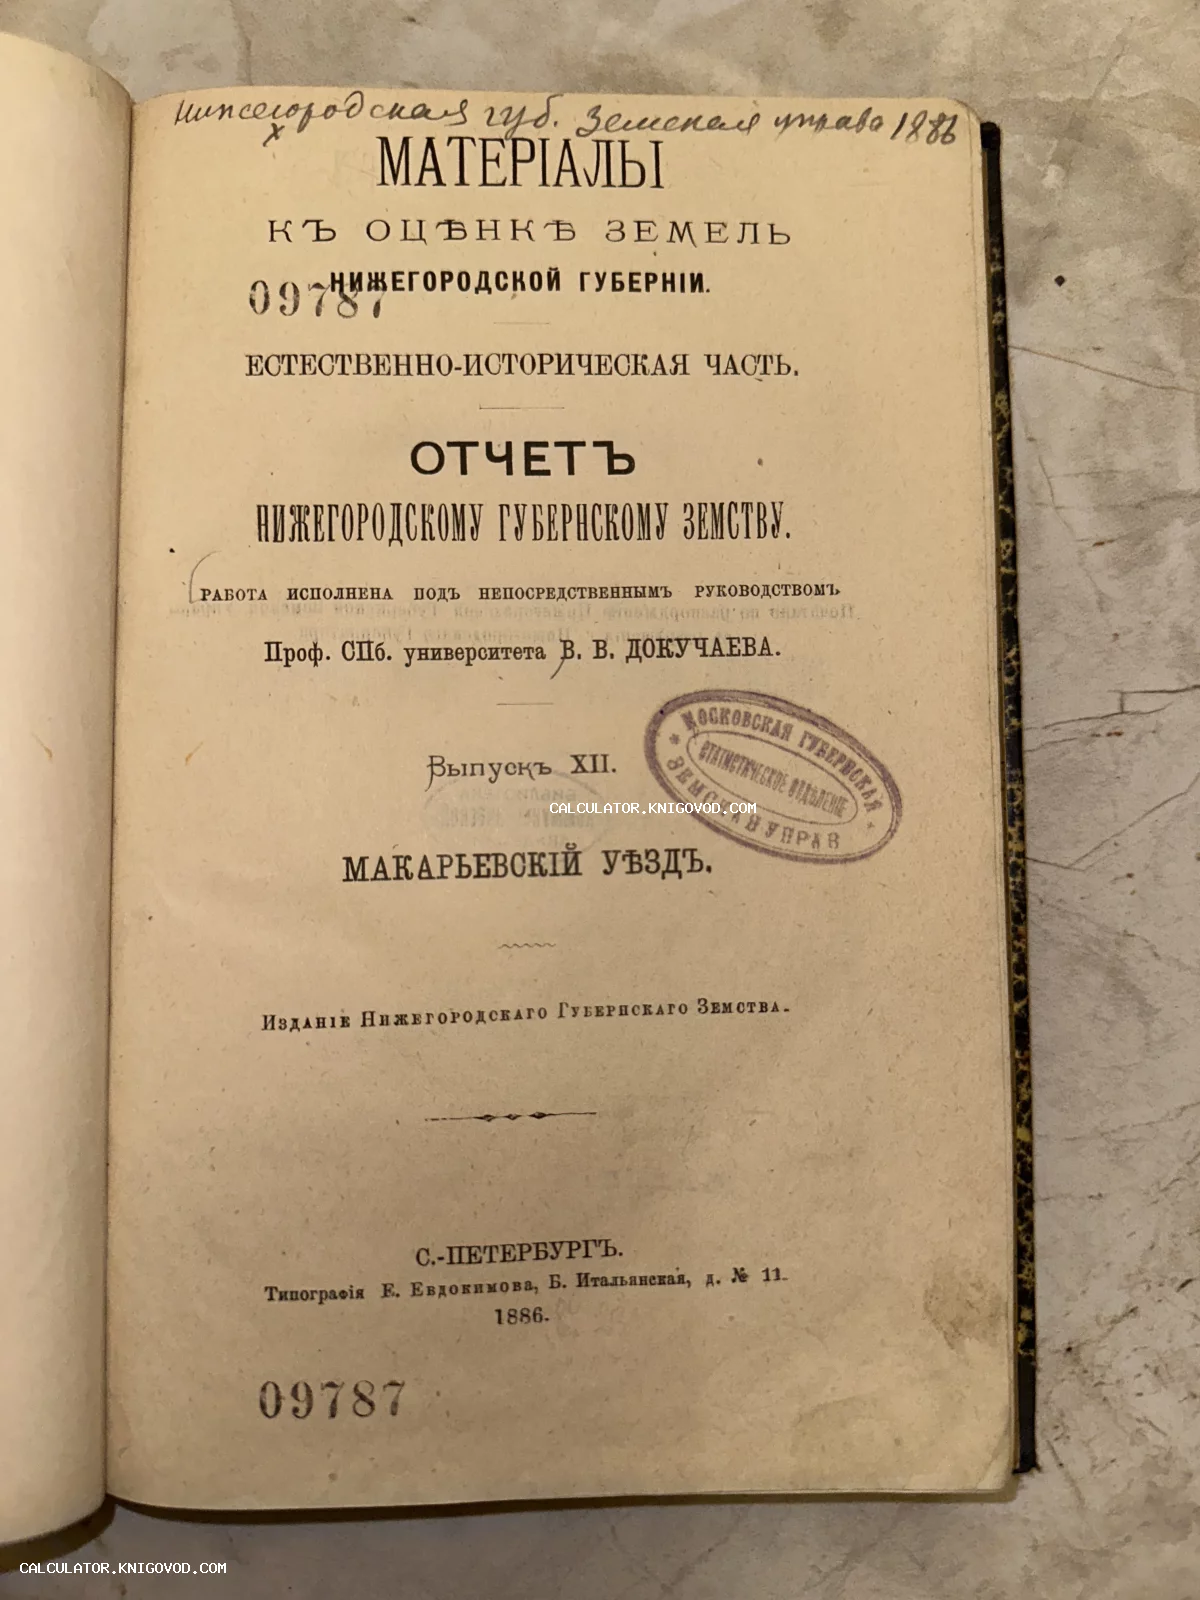 Нижегородская губ. Земская управа 1886
х
МАТЕРІАЛЫ
КЪ ОЦѢНКѢ ЗЕМЕЛЬ
НИЖЕГОРОДСКОЙ ГУБЕРНІИ.
09787
ЕСТЕСТВЕННО-ИСТОРИЧЕСКАЯ ЧАСТЬ.
ОТЧЕТЪ
НИЖЕГОРОДСКОМУ ГУБЕРНСКОМУ ЗЕМСТВУ.
РАБОТА ИСПОЛНЕНА ПОДЪ НЕПОСРЕДСТВЕННЫМЪ РУКОВОДСТВОМЪ
Проф. СПб. университета В. В. ДОКУЧАЕВА.
МОСКОВСКАЯ ГУБЕРНСКАЯ
СТАТИСТИЧЕСКОЕ ОТДѢЛЕНІЕ
ЗЕМСКАЯ УПРАВ
Выпускъ XII.
CALCULATOR.KNIGOVOD.COM
МАКАРЬЕВСКІЙ УѢЗДЪ.
Изданіе Нижегородскаго Губернскаго Земства.
С.-ПЕТЕРБУРГЪ.
Типографія Е. Евдокимова, Б. Итальянская, д. № 11.
1886.
09787
CALCULATOR.KNIGOVOD.COM